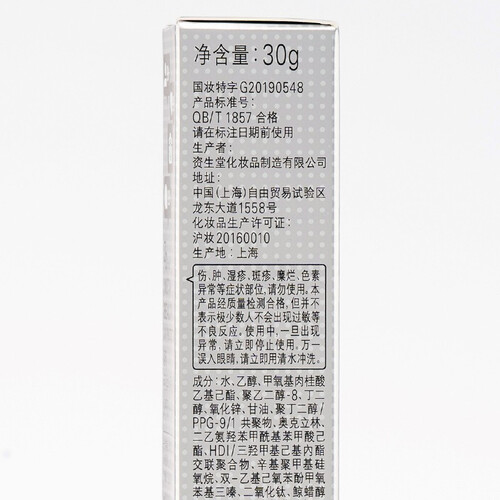 净含量：30g
国妆特字G20190548
产品标准号：
QB/T 1857 合格
请在标注日期前使用
生产者：
资生堂化妆品制造有限公司
地址：
中国（上海）自由贸易试验区
龙东大道1558号
化妆品生产许可证：
沪妆20160010
生产地：上海
伤、肿、湿疹、斑疹、糜烂、色素
异常等症状部位，请勿使用。本
产品经质量检测合格，但并不
表示极少数人不会出现过敏等
不良反应。使用中，一旦出现
异常，请立即停止使用。万一
误入眼睛，请立即用清水冲洗。
成分：水、乙醇、甲氧基肉桂酸
乙基己酯、聚乙二醇-8、丁二
醇、氧化锌、甘油、聚丁二醇/
PPG-9/1 共聚物、奥克立林、
二乙氨羟苯甲酰基苯甲酸己
酯、HDI/三羟甲基己基内酯
交联聚合物、辛基聚甲基硅
氧烷、双-乙基己氧苯酚甲氧
苯基三嗪、二氧化钛、鲸蜡醇